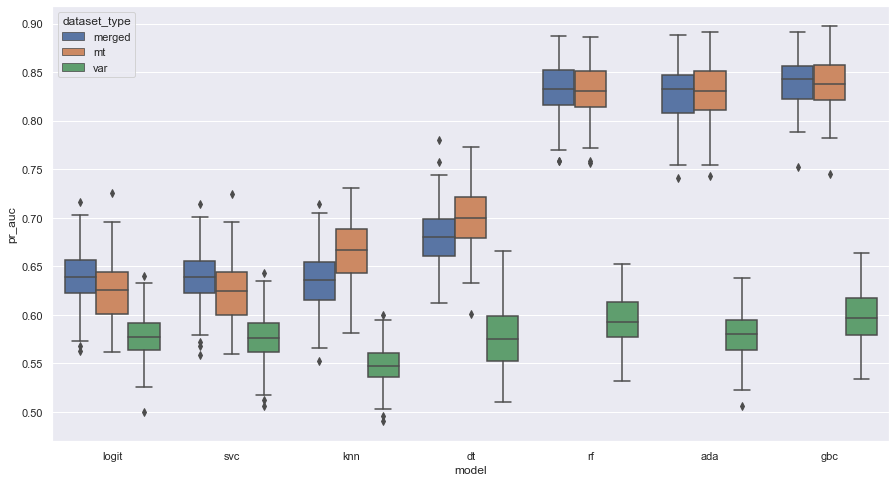 dataset_type
merged
mt
var
0.90
0.85
0.80
0.75
0.70
0.65
0.60
0.55
0.50
pr_auc
logit svc knn dt rf ada gbc
model